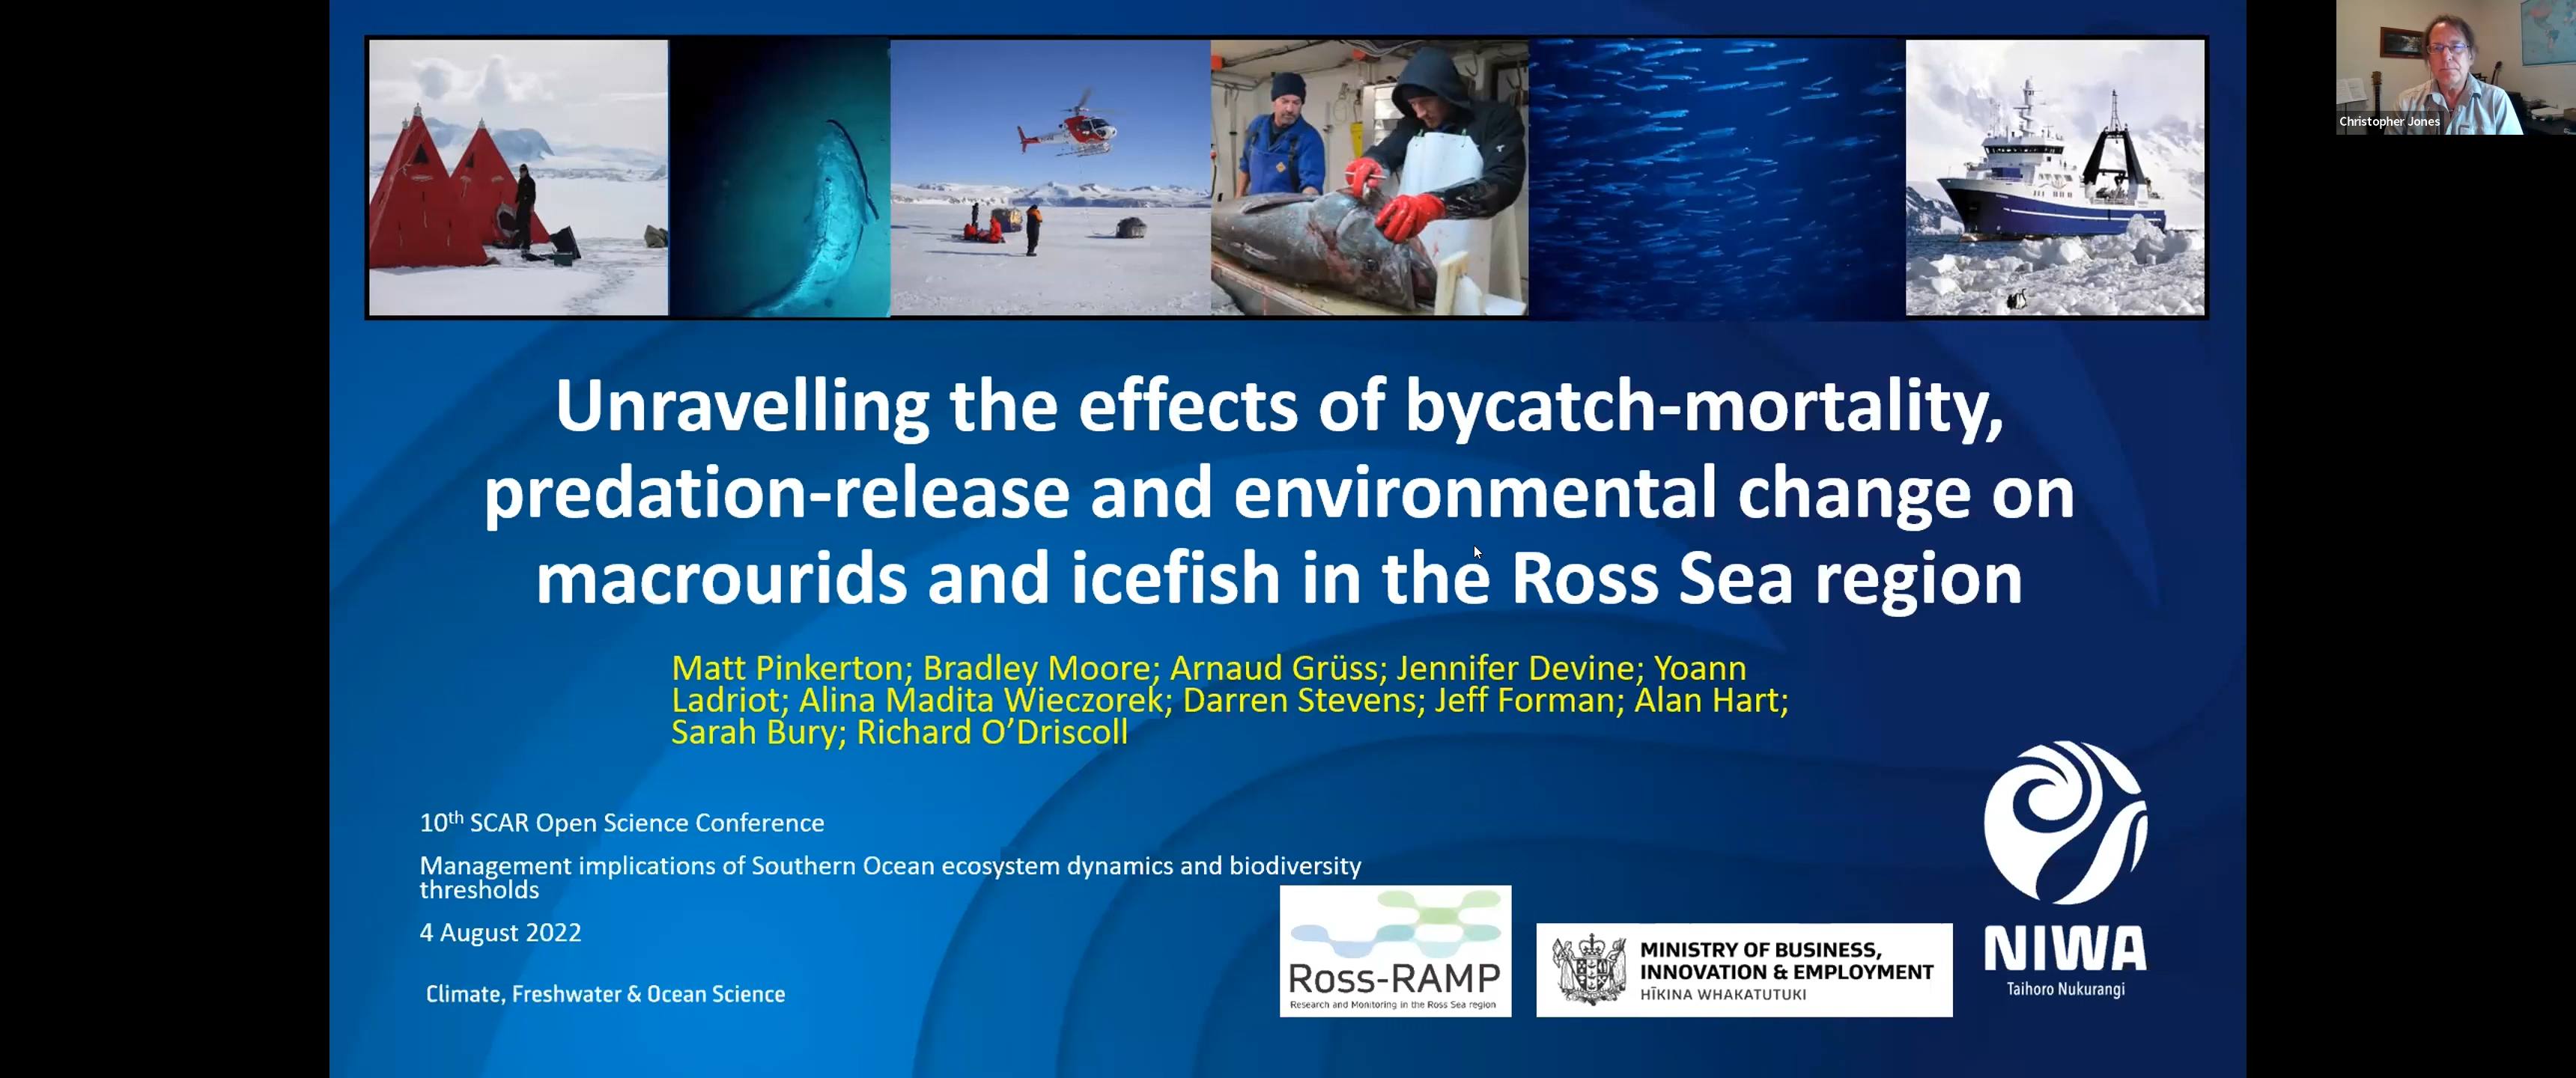 Christopher Jones
Unravelling the effects of bycatch-mortality,
predation-release and environmental change on
macrourids and icefish in the Ross Sea region
Matt Pinkerton; Bradley Moore; Arnaud Grüss; Jennifer Devine; Yoann
Ladriot; Alina Madita Wieczorek; Darren Stevens; Jeff Forman; Alan Hart;
Sarah Bury; Richard O’Driscoll
10th SCAR Open Science Conference
Management implications of Southern Ocean ecosystem dynamics and biodiversity
thresholds
4 August 2022
Climate, Freshwater & Ocean Science
Ross-RAMP
Research and Monitoring in the Ross Sea region
MINISTRY OF BUSINESS,
INNOVATION & EMPLOYMENT
HĪKINA WHAKATUTUKI
NIWA
Taihoro Nukurangi